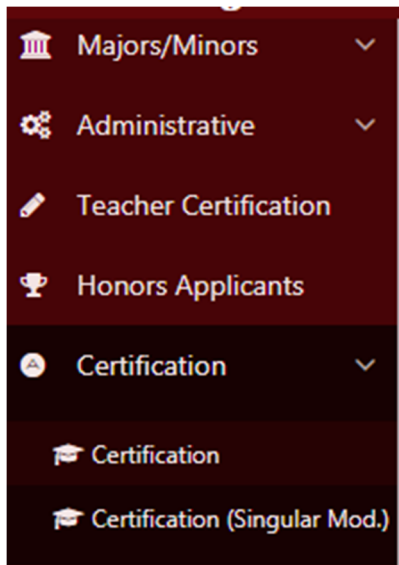 Majors/Minors
Administrative
Teacher Certification
Honors Applicants
Certification
Certification
Certification (Singular Mod.)